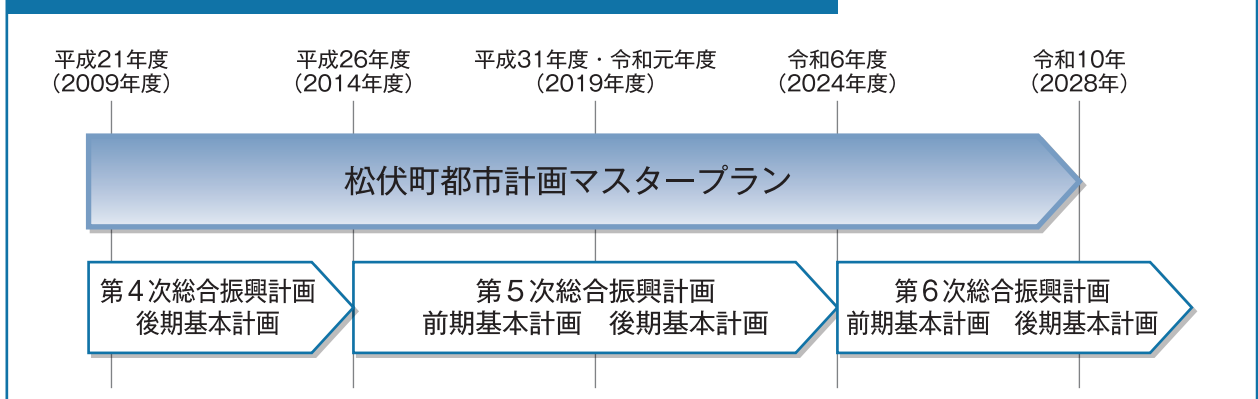 平成21年度
（2009年度）
平成26年度
（2014年度）
平成31年度・令和元年度
（2019年度）
令和6年度
（2024年度）
令和10年
（2028年）
松伏町都市計画マスタープラン
第４次総合振興計画
後期基本計画
第５次総合振興計画
前期基本計画　後期基本計画
第６次総合振興計画
前期基本計画　後期基本計画